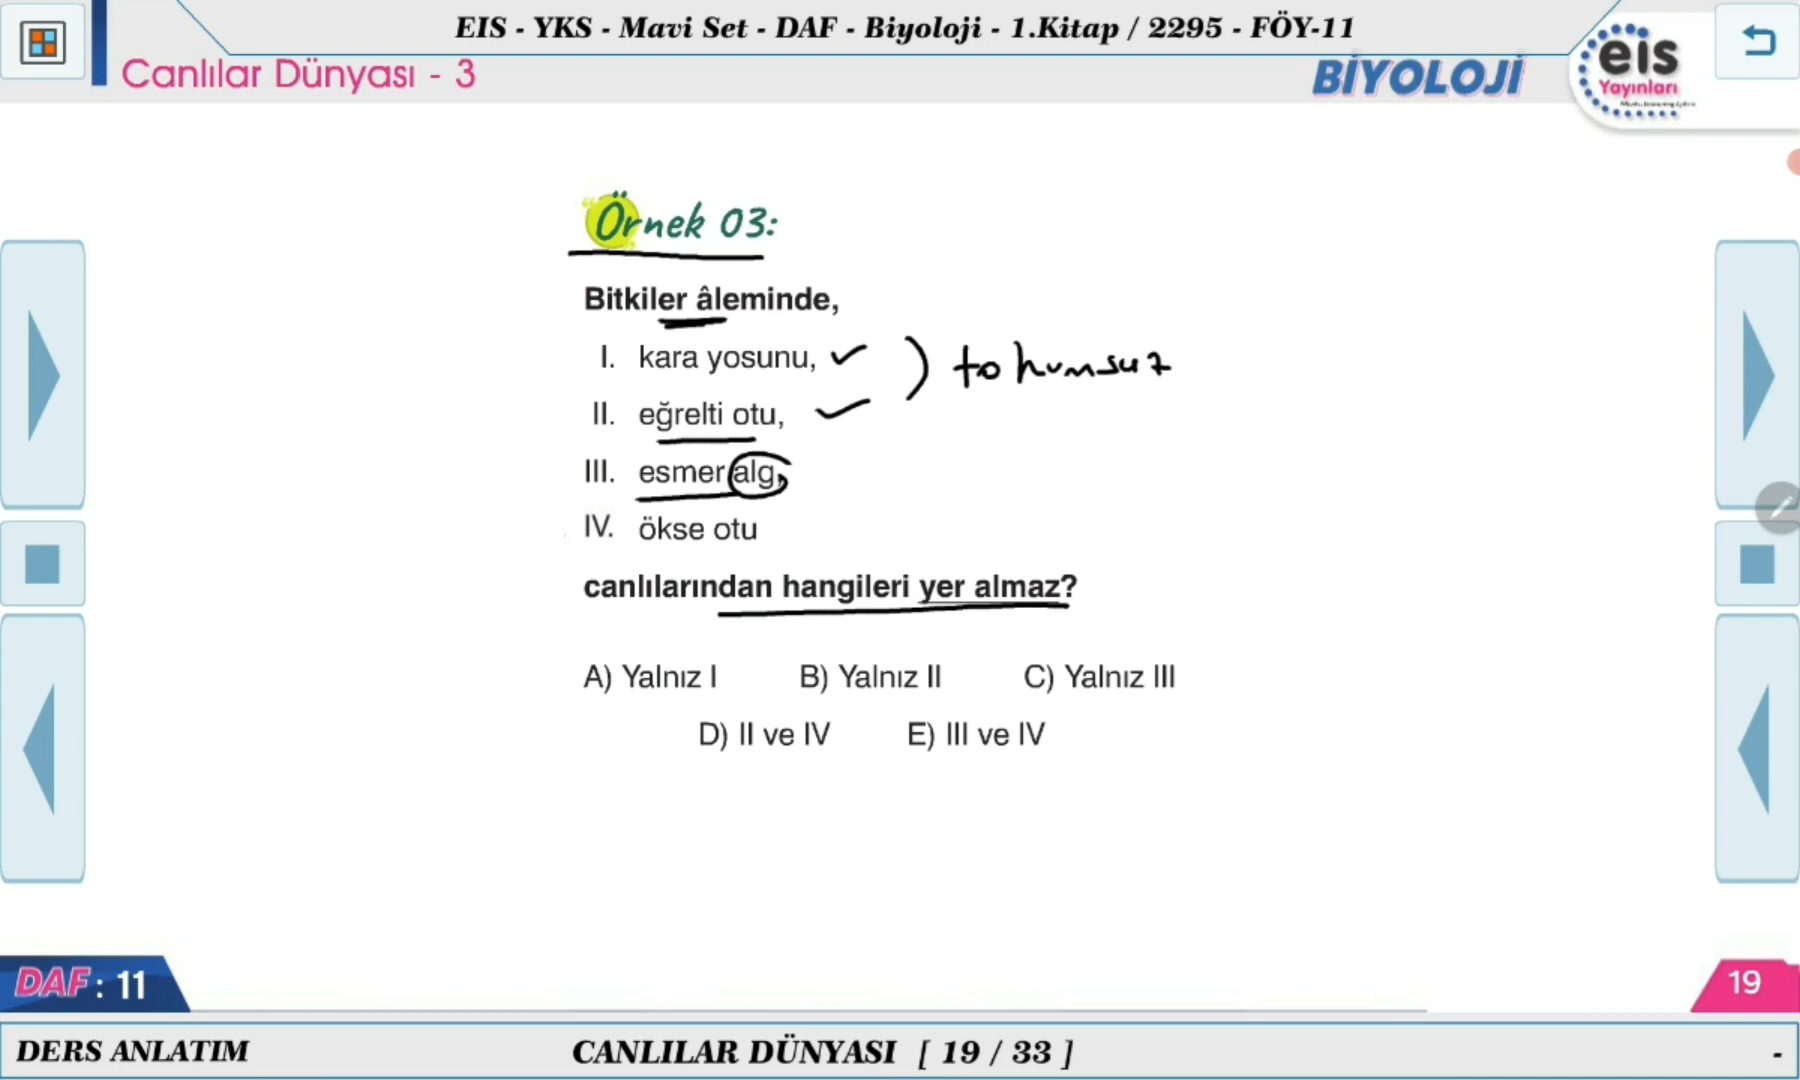 EIS - YKS - Mavi Set - DAF - Biyoloji - 1.Kitap / 2295 - FÖY-11
Canlılar Dünyası - 3
BİYOLOJİ
eis
Yayınları
Örnek 03:
Bitkiler âleminde,
I. kara yosunu,
tohumsuz
II. eğrelti otu,
III. esmer alg,
IV. ökse otu
canlılarından hangileri yer almaz?
A) Yalnız I B) Yalnız II C) Yalnız III
D) II ve IV E) III ve IV
DAF : 11
19
DERS ANLATIM CANLILAR DÜNYASI [ 19 / 33 ] -